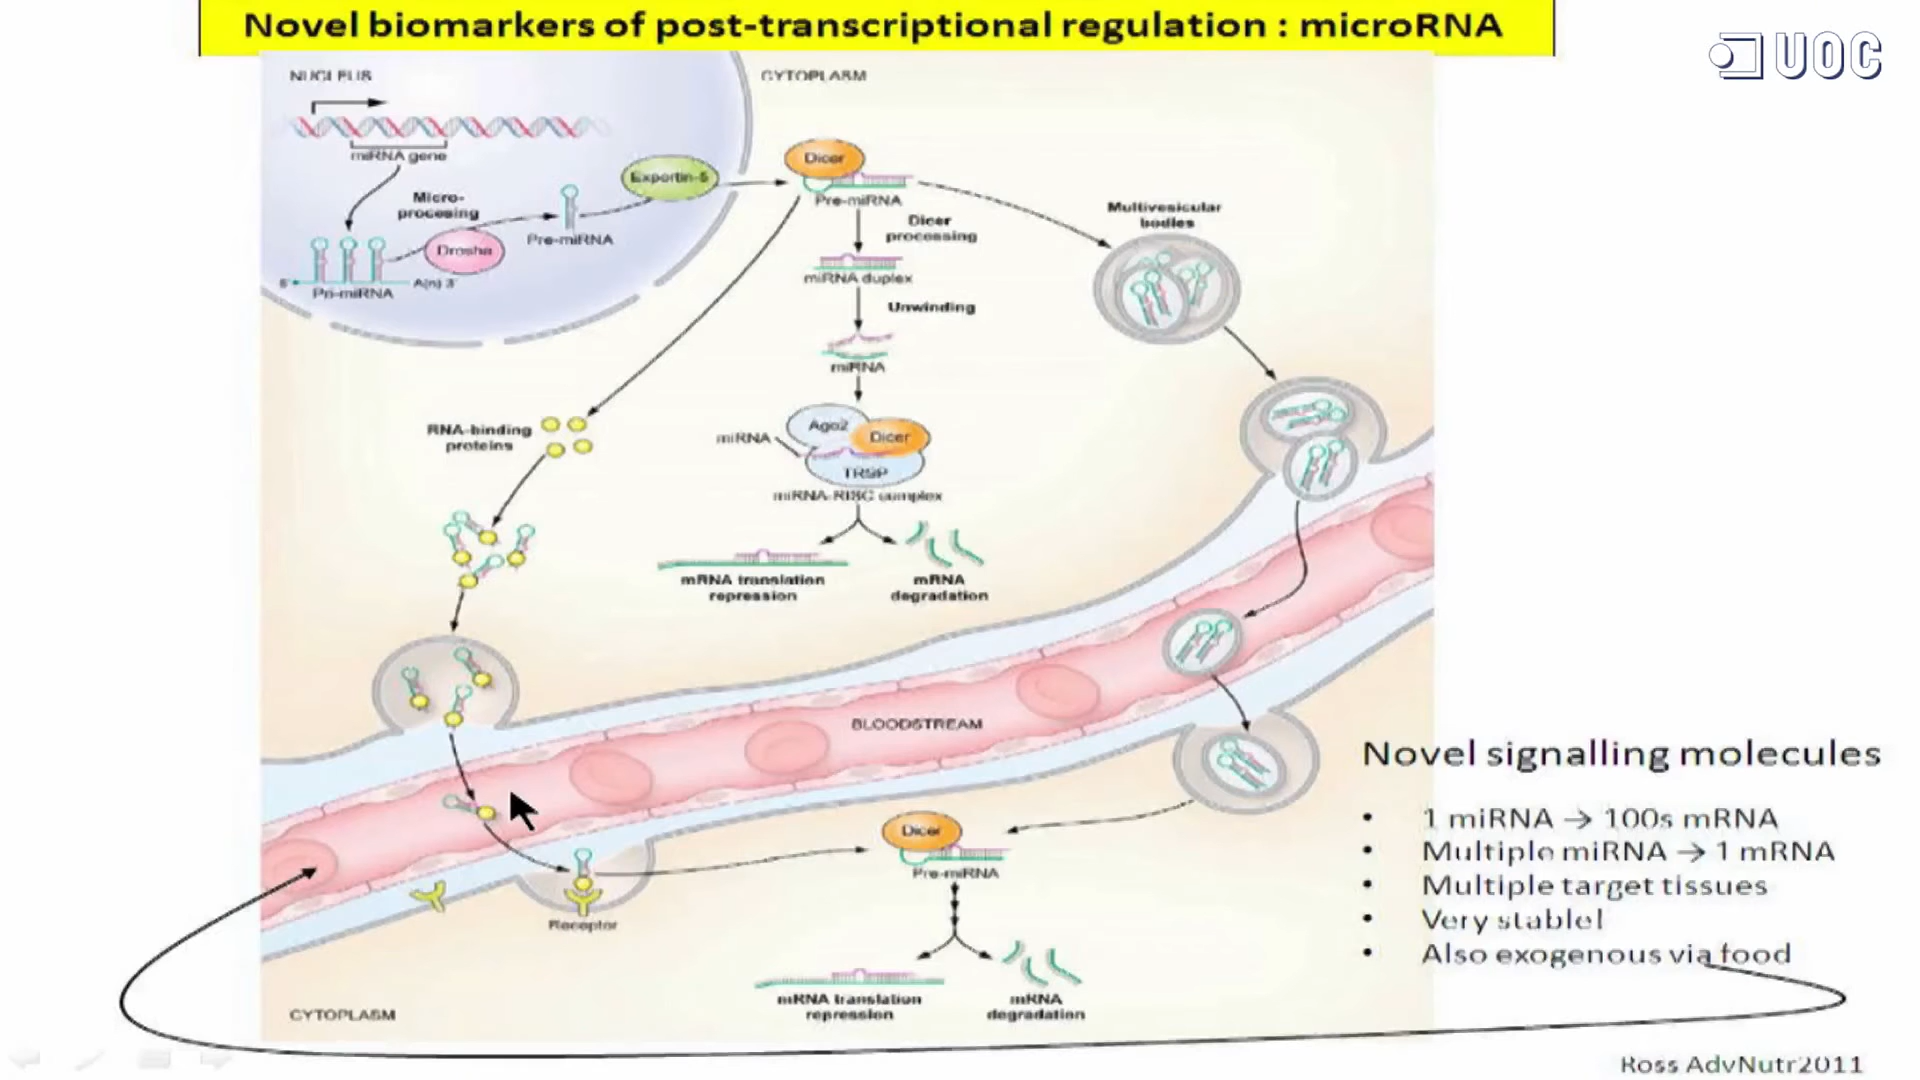 Novel biomarkers of post-transcriptional regulation : microRNA
UOC
NUCLEUS
CYTOPLASM
miRNA gene
Micro-
procesing
Drosha
Pre-miRNA
Exportin-5
5'
Pri-miRNA
A(n) 3'
Dicer
Pre-miRNA
Dicer
processing
miRNA duplex
Unwinding
miRNA
Multivesicular
bodies
RNA-binding
proteins
miRNA
Ago2
Dicer
TRSP
miRNA-RISC complex
mRNA translation
repression
mRNA
degradation
BLOODSTREAM
Receptor
Dicer
Pre-miRNA
mRNA translation
repression
mRNA
degradation
CYTOPLASM
Novel signalling molecules
• 1 miRNA → 100s mRNA
• Multiple miRNA → 1 mRNA
• Multiple target tissues
• Very stable!
• Also exogenous via food
Ross AdvNutr2011